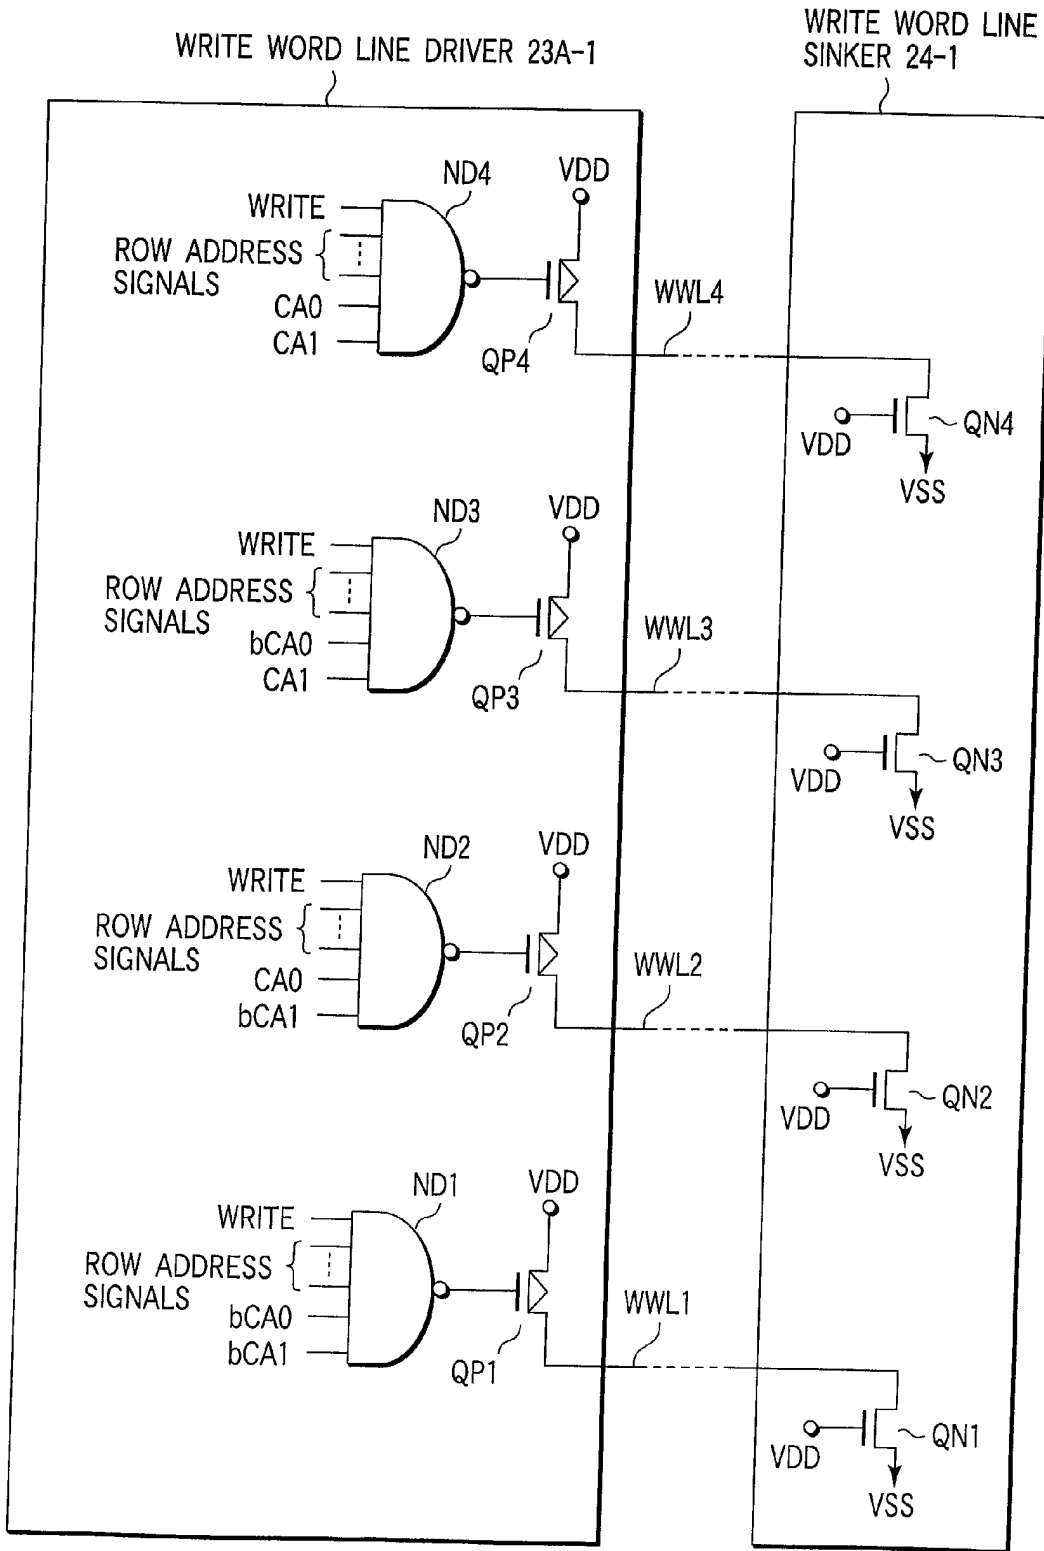 WRITE WORD LINE DRIVER 23A-1
WRITE WORD LINE
SINKER 24-1
ND4
VDD
WRITE
ROW ADDRESS
SIGNALS
CA0
CA1
QP4
WWL4
VDD
QN4
VSS
ND3
VDD
WRITE
ROW ADDRESS
SIGNALS
bCA0
CA1
QP3
WWL3
VDD
QN3
VSS
ND2
VDD
WRITE
ROW ADDRESS
SIGNALS
CA0
bCA1
QP2
WWL2
VDD
QN2
VSS
ND1
VDD
WRITE
ROW ADDRESS
SIGNALS
bCA0
bCA1
QP1
WWL1
VDD
QN1
VSS